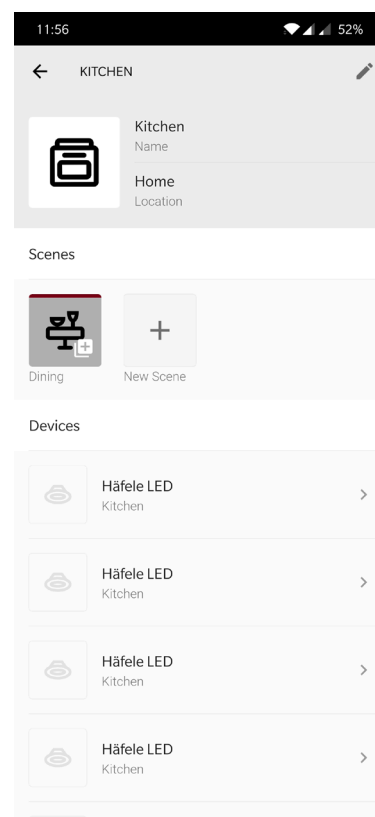 11:56
52%
KITCHEN
Kitchen
Name
Home
Location
Scenes
Dining
New Scene
Devices
Häfele LED
Kitchen
Häfele LED
Kitchen
Häfele LED
Kitchen
Häfele LED
Kitchen